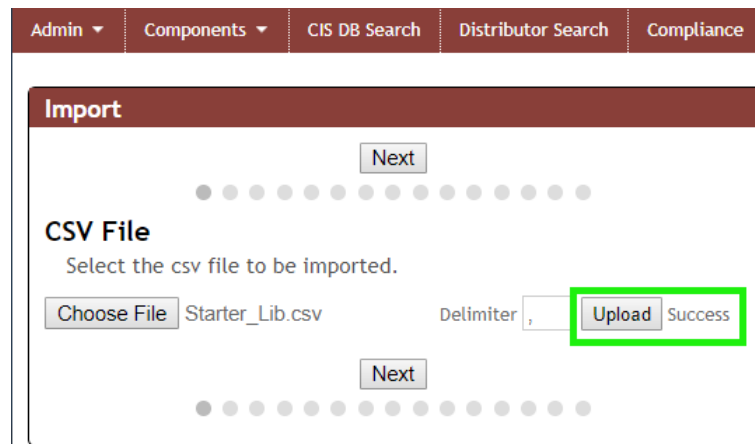 Admin Components CIS DB Search Distributor Search Compliance
Import
Next
CSV File
Select the csv file to be imported.
Choose File Starter_Lib.csv Delimiter , Upload Success
Next